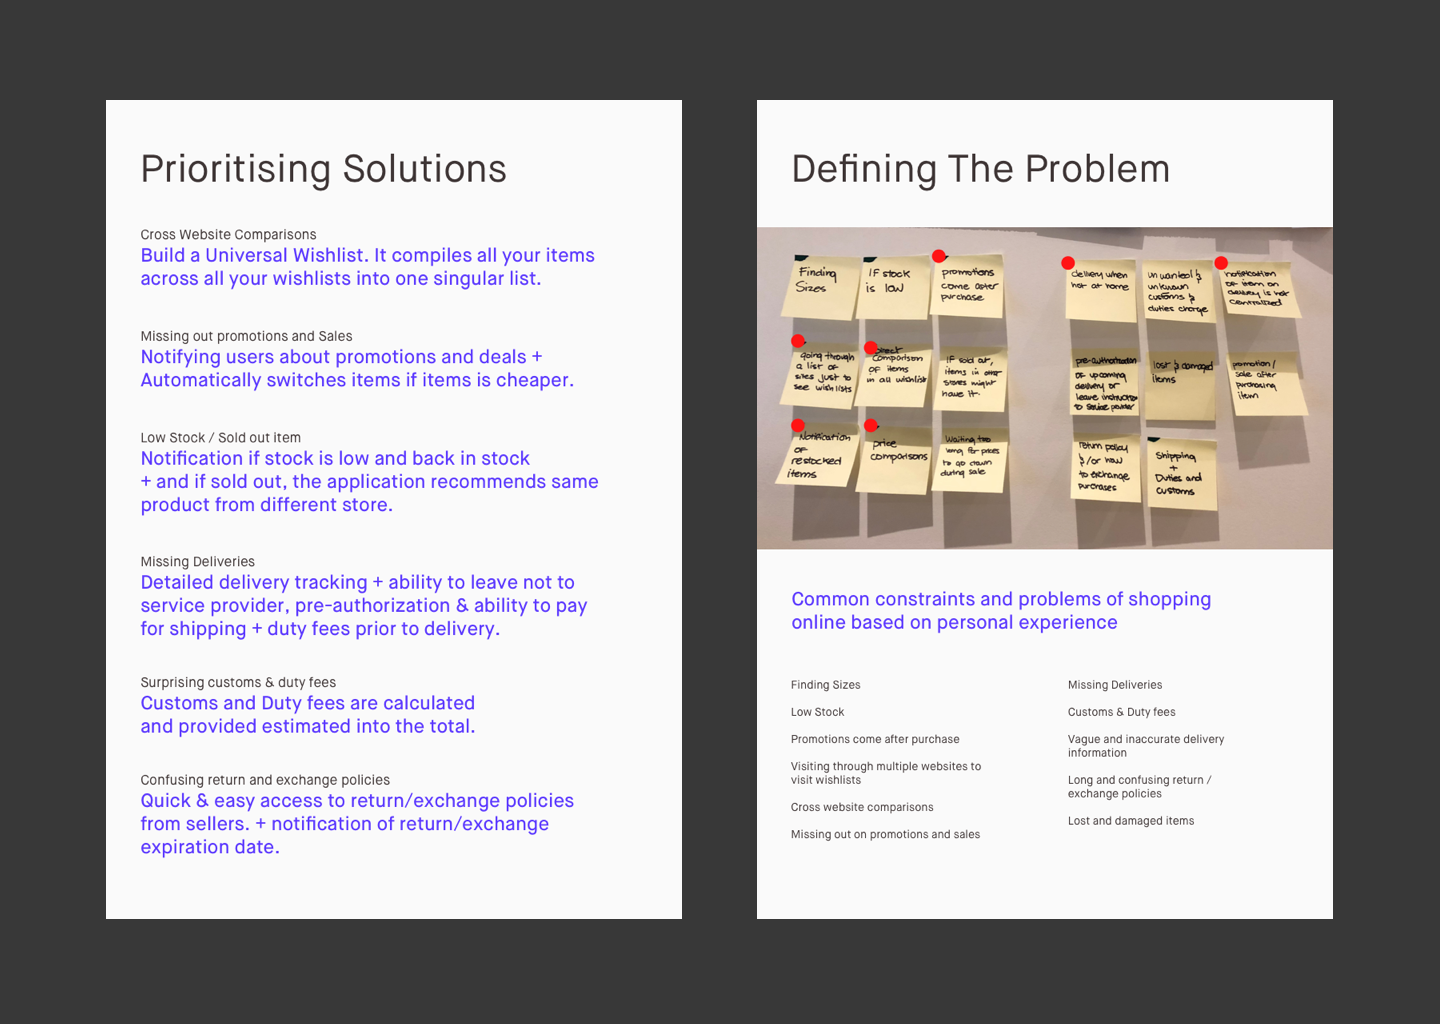 Prioritising Solutions
Cross Website Comparisons
Build a Universal Wishlist. It compiles all your items
across all your wishlists into one singular list.
Missing out promotions and Sales
Notifying users about promotions and deals +
Automatically switches items if items is cheaper.
Low Stock / Sold out item
Notification if stock is low and back in stock
+ and if sold out, the application recommends same
product from different store.
Missing Deliveries
Detailed delivery tracking + ability to leave not to
service provider, pre-authorization & ability to pay
for shipping + duty fees prior to delivery.
Surprising customs & duty fees
Customs and Duty fees are calculated
and provided estimated into the total.
Confusing return and exchange policies
Quick & easy access to return/exchange policies
from sellers. + notification of return/exchange
expiration date.
Defining The Problem
Finding
Sizes
IF stock
is low
promotions
come after
purchase
delivery when
not at home
unwanted &
unknown
customs &
duties charge
notification
of item on
delivery is not
centralized
going through
a list of
sites just to
see wishlists
Direct
Comparison
of items
in all wishlist
IF sold out,
items in other
stores might
have it.
pre-authorization
of upcoming
delivery or
leave instruction
to service provider
lost & damaged
items
promotion /
sale after
purchasing
item
Notification
of
restocked
items
price
comparisons
Waiting too
long for prices
to go down
during sale
return policy
&/or how
to exchange
purchases
Shipping
+
Duties and
customs
Common constraints and problems of shopping
online based on personal experience
Finding Sizes
Low Stock
Promotions come after purchase
Visiting through multiple websites to
visit wishlists
Cross website comparisons
Missing out on promotions and sales
Missing Deliveries
Customs & Duty fees
Vague and inaccurate delivery
information
Long and confusing return /
exchange policies
Lost and damaged items